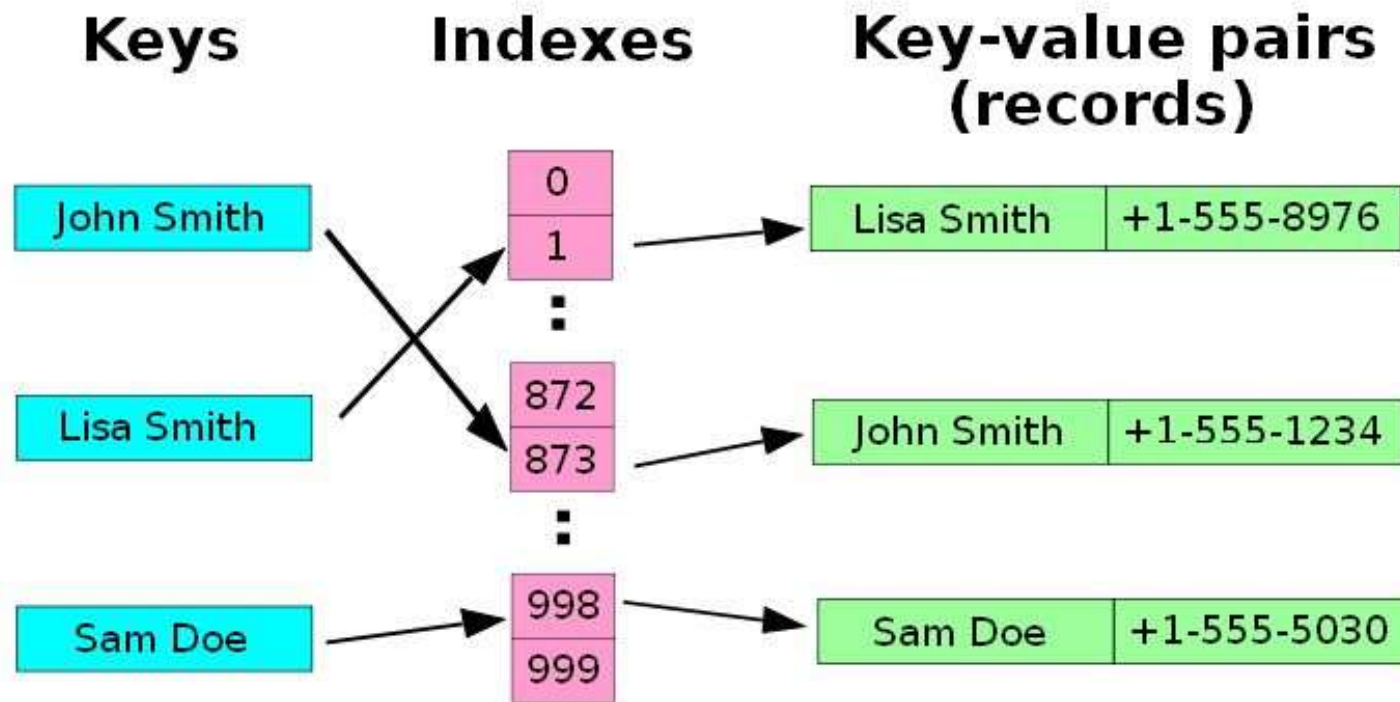 Keys
Indexes
Key-value pairs
(records)
John Smith
Lisa Smith
Sam Doe
0
1
:
872
873
:
998
999
Lisa Smith +1-555-8976
John Smith +1-555-1234
Sam Doe +1-555-5030